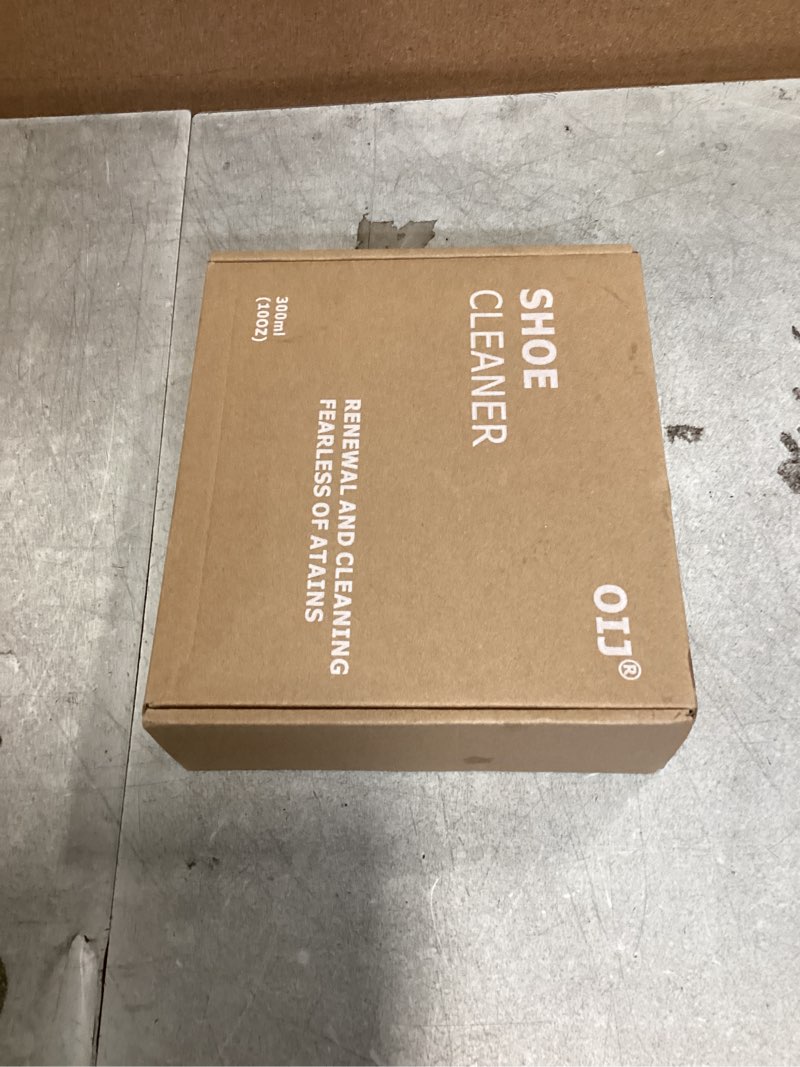 OIJ®
SHOE
CLEANER
RENEWAL AND CLEANING
FEARLESS OF ATAINS
300ml
(10OZ)